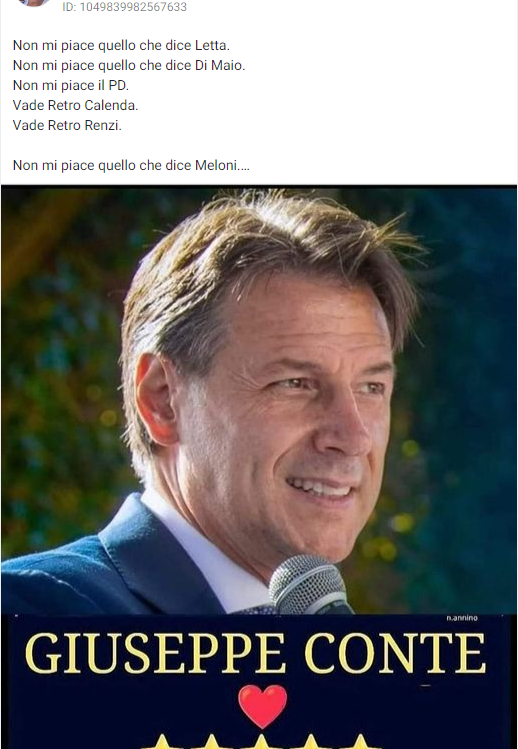 ID: 1049839982567633
Non mi piace quello che dice Letta.
Non mi piace quello che dice Di Maio.
Non mi piace il PD.
Vade Retro Calenda.
Vade Retro Renzi.
Non mi piace quello che dice Meloni....
n.annino
GIUSEPPE CONTE